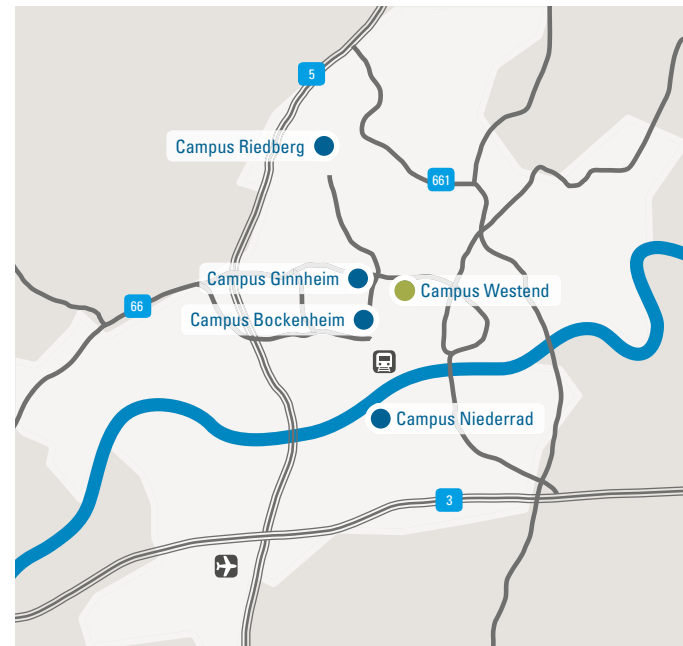 5
Campus Riedberg
661
Campus Ginnheim
Campus Westend
66
Campus Bockenheim
Campus Niederrad
3